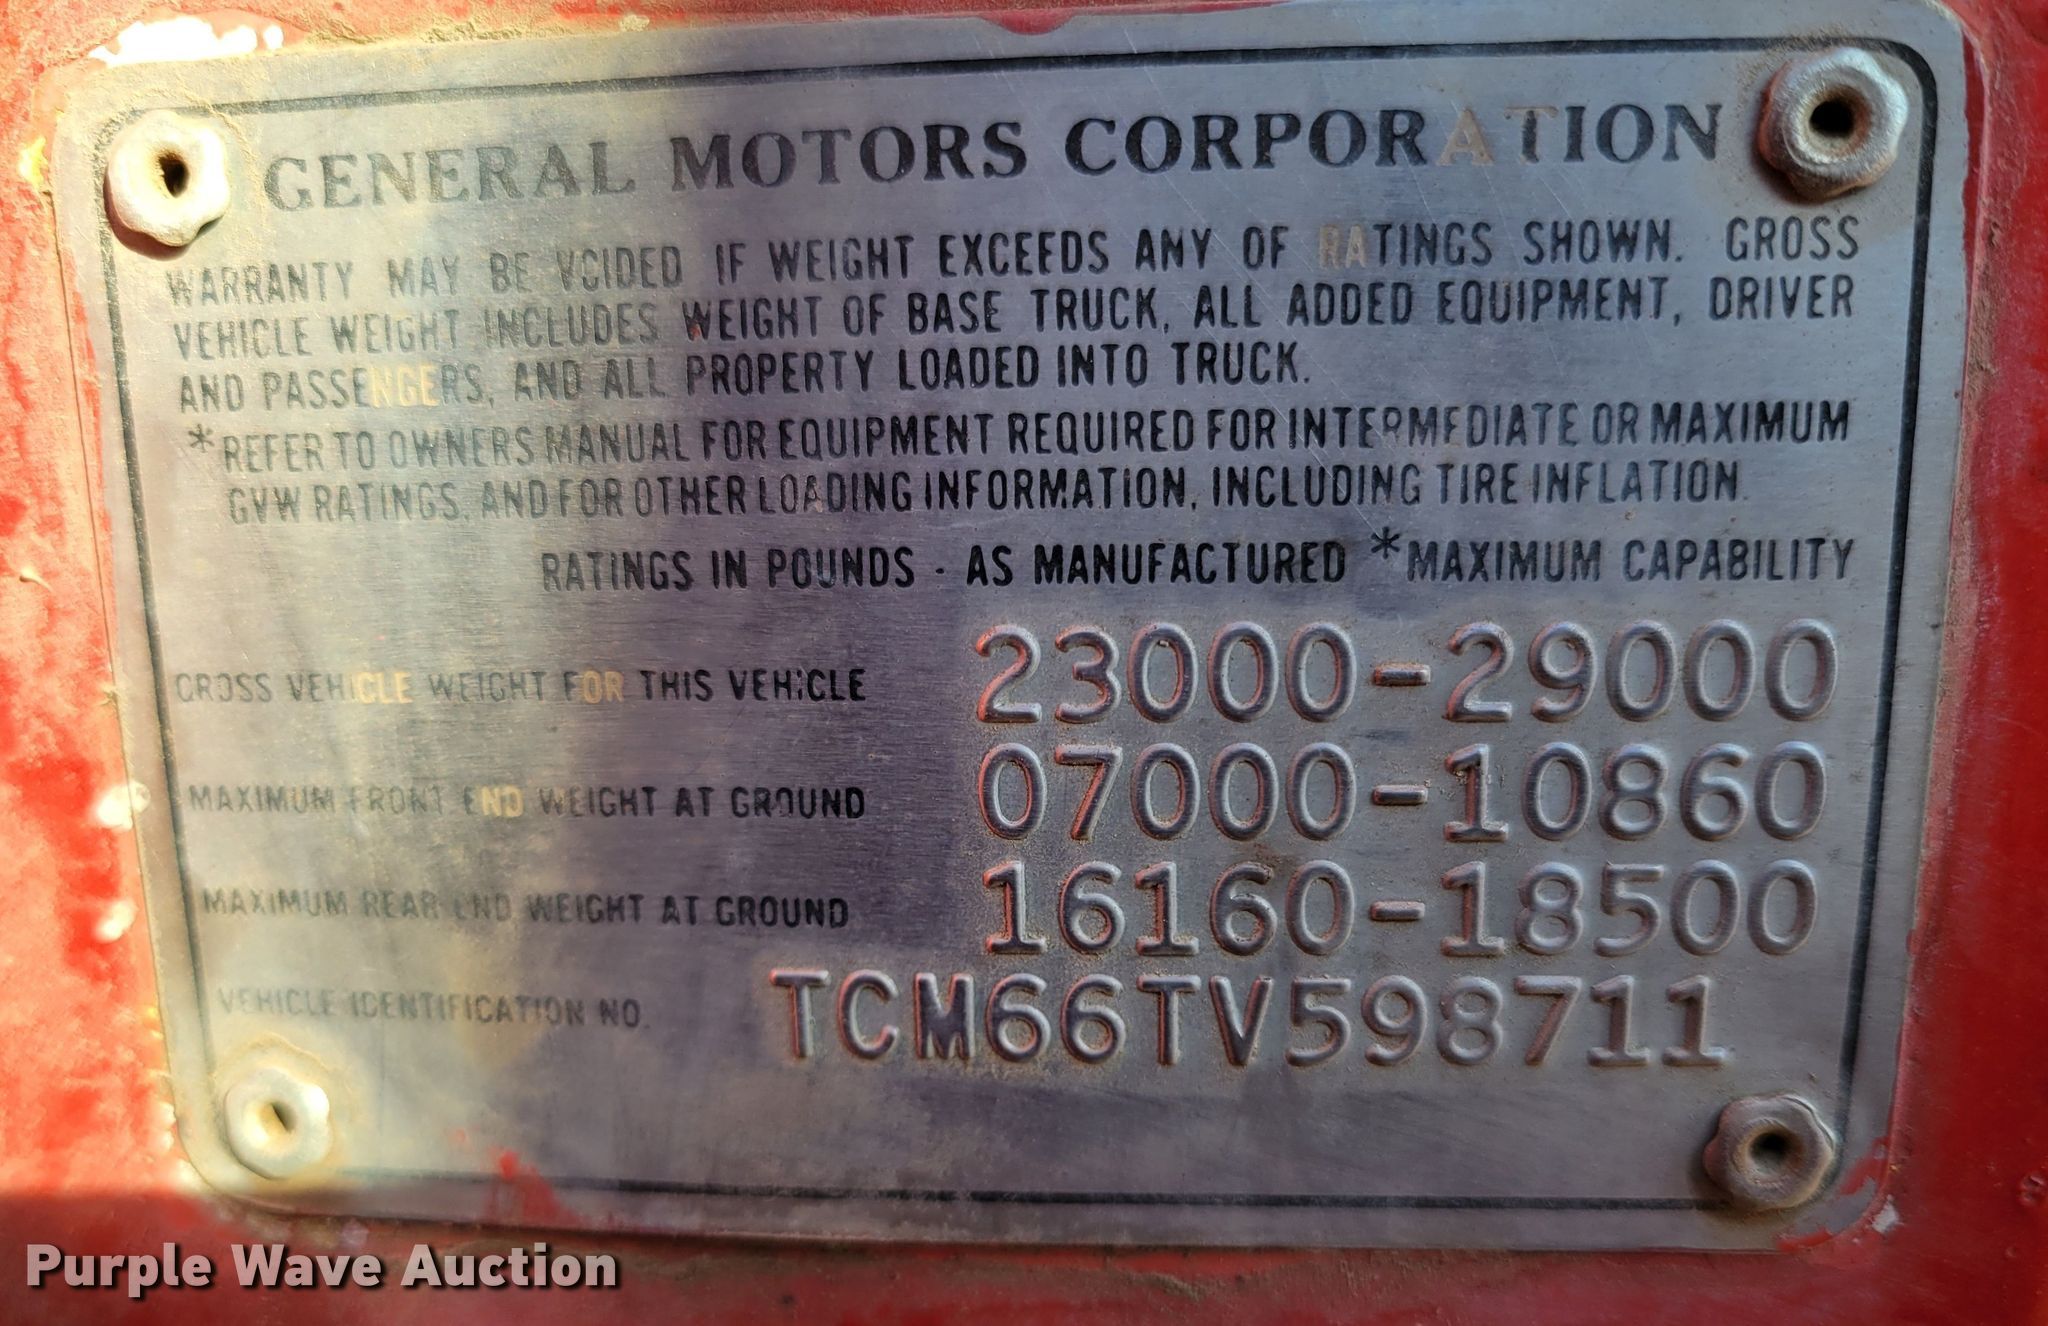 GENERAL MOTORS CORPORATION
WARRANTY MAY BE VOIDED IF WEIGHT EXCEEDS ANY OF RATINGS SHOWN. GROSS
VEHICLE WEIGHT INCLUDES WEIGHT OF BASE TRUCK, ALL ADDED EQUIPMENT, DRIVER
AND PASSENGERS, AND ALL PROPERTY LOADED INTO TRUCK.
*REFER TO OWNERS MANUAL FOR EQUIPMENT REQUIRED FOR INTERMEDIATE OR MAXIMUM
GVW RATINGS, AND FOR OTHER LOADING INFORMATION, INCLUDING TIRE INFLATION.
RATINGS IN POUNDS - AS MANUFACTURED *MAXIMUM CAPABILITY
GROSS VEHICLE WEIGHT FOR THIS VEHICLE 23000-29000
MAXIMUM FRONT END WEIGHT AT GROUND 07000-10860
MAXIMUM REAR END WEIGHT AT GROUND 16160-18500
VEHICLE IDENTIFICATION NO. TCM66TV598711
Purple Wave Auction